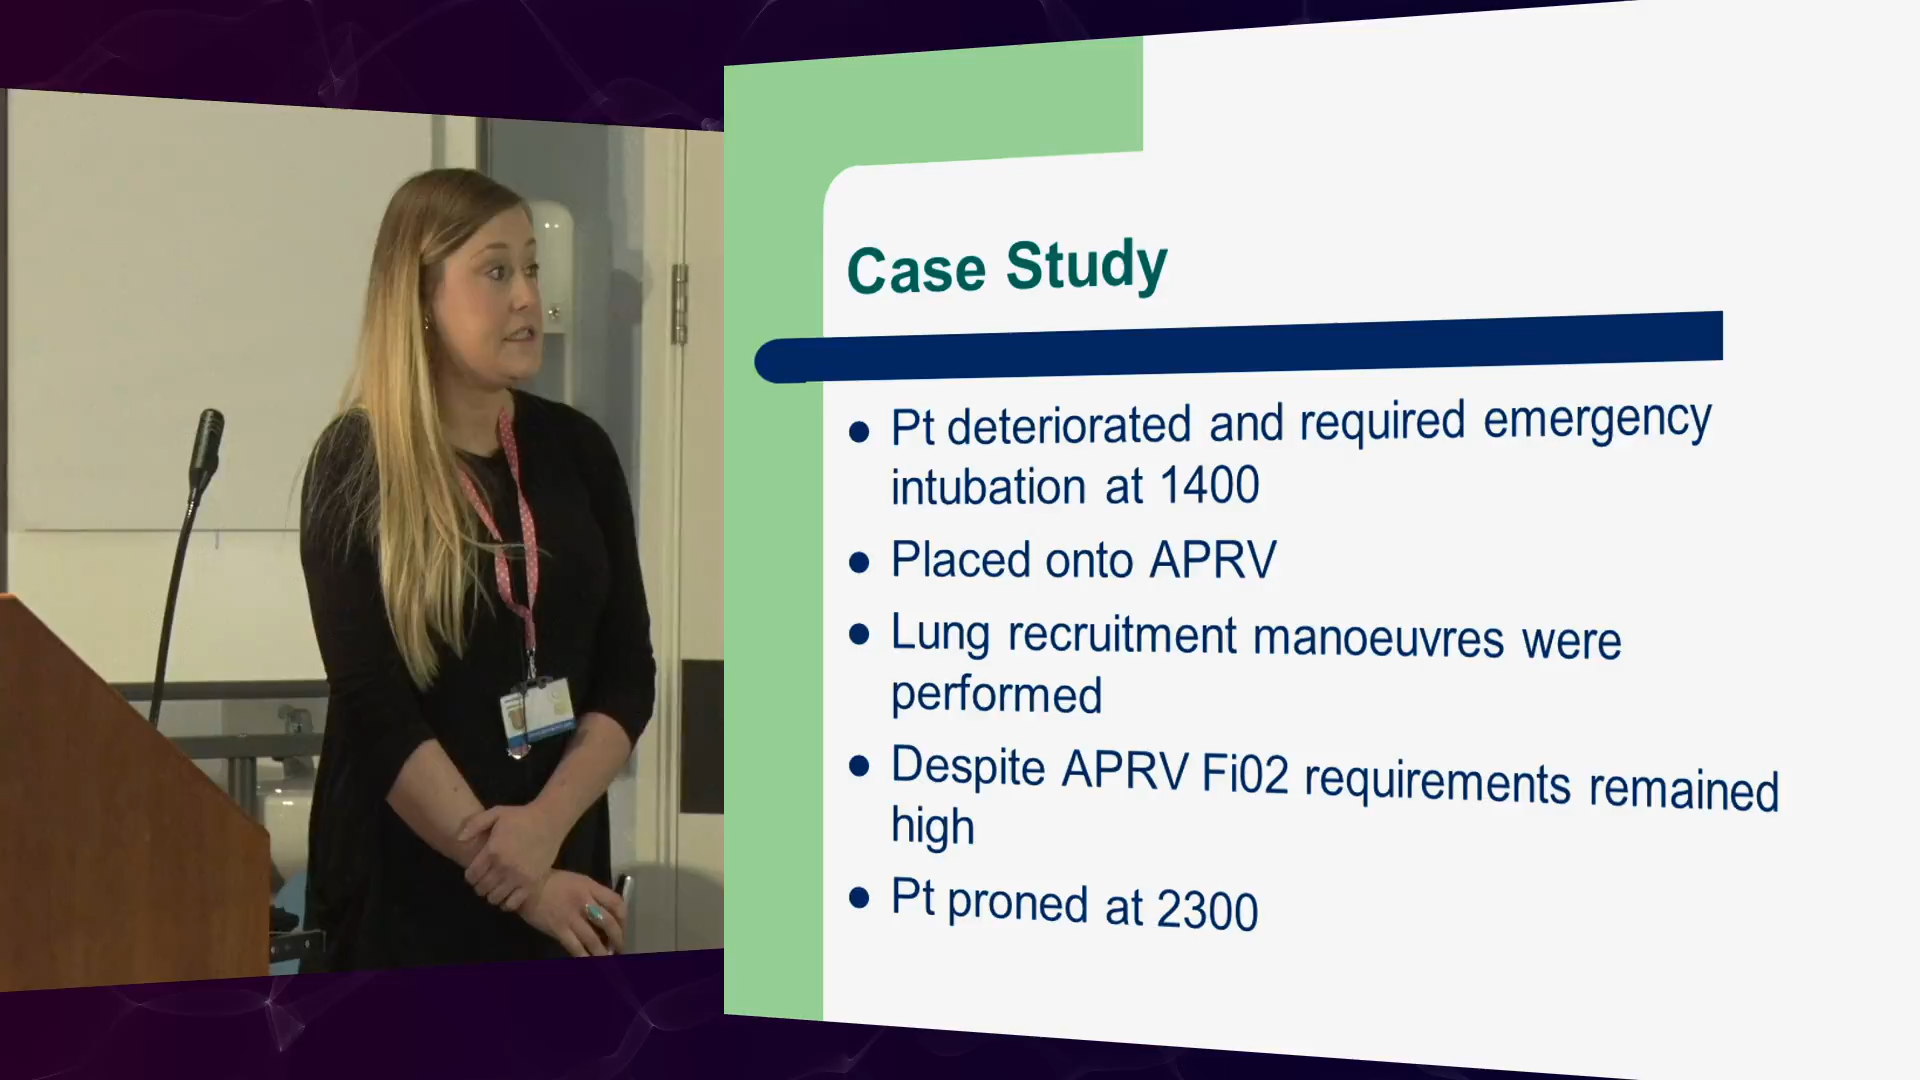 Case Study
● Pt deteriorated and required emergency
intubation at 1400
● Placed onto APRV
● Lung recruitment manoeuvres were
performed
● Despite APRV Fi02 requirements remained
high
● Pt proned at 2300